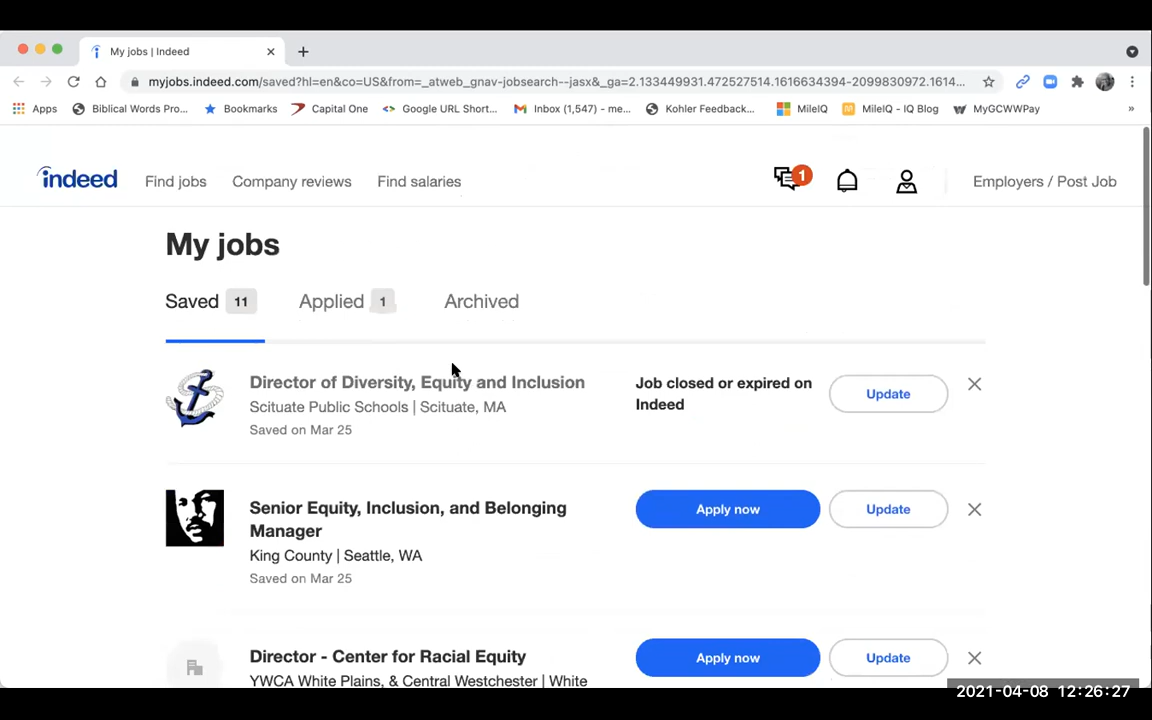 My jobs | Indeed
myjobs.indeed.com/saved?hl=en&co=US&from=_atweb_gnav-jobsearch--jasx&_ga=2.133449931.472527514.1616634394-2099830972.1614...
Apps Biblical Words Pro... Bookmarks Capital One Google URL Short... Inbox (1,547) - me... Kohler Feedback... MileIQ MileIQ - IQ Blog MyGCWWPay »
indeed Find jobs Company reviews Find salaries 1 Employers / Post Job
My jobs
Saved 11 Applied 1 Archived
Director of Diversity, Equity and Inclusion
Scituate Public Schools | Scituate, MA
Saved on Mar 25
Job closed or expired on
Indeed
Update
Senior Equity, Inclusion, and Belonging
Manager
King County | Seattle, WA
Saved on Mar 25
Apply now Update
Director - Center for Racial Equity
YWCA White Plains, & Central Westchester | White
Apply now Update
2021-04-08 12:26:27